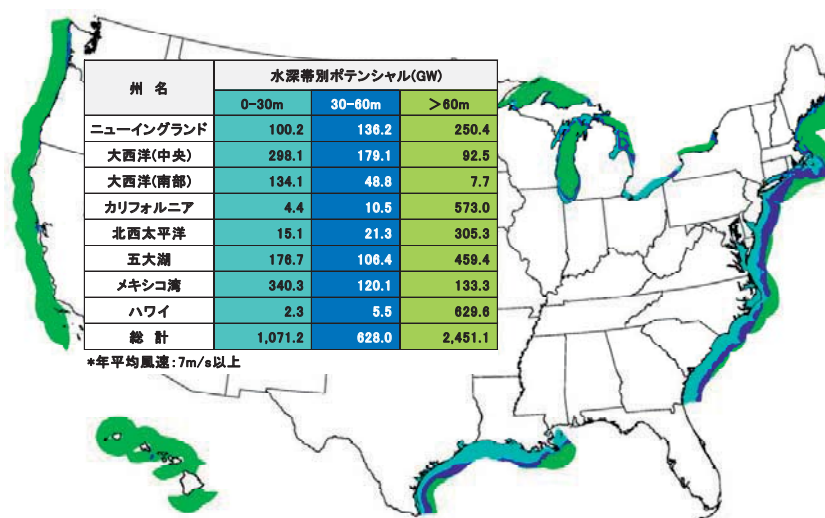 州 名 水深帯別ポテンシャル(GW)
0-30m 30-60m ＞60m
ニューイングランド 100.2 136.2 250.4
大西洋(中央) 298.1 179.1 92.5
大西洋(南部) 134.1 48.8 7.7
カリフォルニア 4.4 10.5 573.0
北西太平洋 15.1 21.3 305.3
五大湖 176.7 106.4 459.4
メキシコ湾 340.3 120.1 133.3
ハワイ 2.3 5.5 629.6
総 計 1,071.2 628.0 2,451.1
*年平均風速：7m/s以上